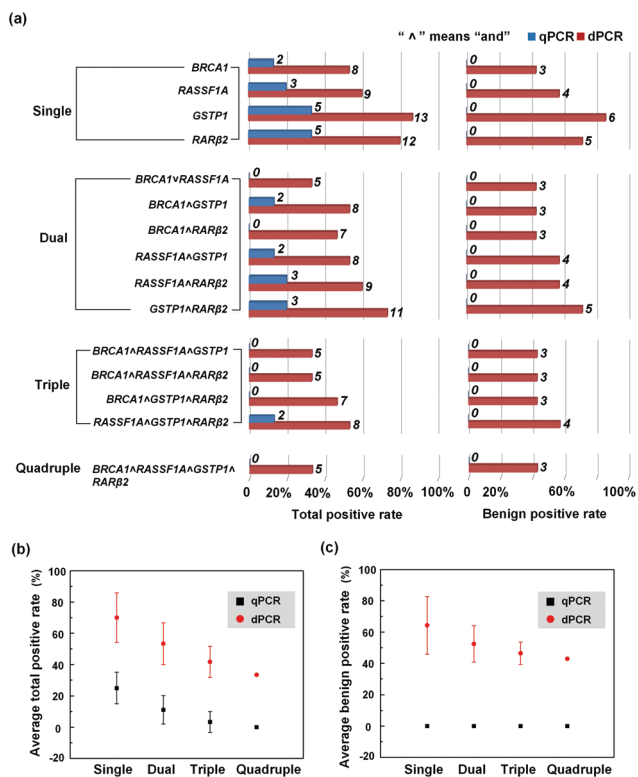 (a)
“ ∧ ” means “and” qPCR dPCR
Single
BRCA1 2 8 0 3
RASSF1A 3 9 0 4
GSTP1 5 13 0 6
RARβ2 5 12 0 5
Dual
BRCA1∨RASSF1A 0 5 0 3
BRCA1∧GSTP1 2 8 0 3
BRCA1∧RARβ2 0 7 0 3
RASSF1A∧GSTP1 2 8 0 4
RASSF1A∧RARβ2 3 9 0 4
GSTP1∧RARβ2 3 11 0 5
Triple
BRCA1∧RASSF1A∧GSTP1 0 5 0 3
BRCA1∧RASSF1A∧RARβ2 0 5 0 3
BRCA1∧GSTP1∧RARβ2 0 7 0 3
RASSF1A∧GSTP1∧RARβ2 2 8 0 4
Quadruple
BRCA1∧RASSF1A∧GSTP1∧
RARβ2 0 5 0 3
0 20% 40% 60% 80% 100% 0 20% 40% 60% 80% 100%
Total positive rate Benign positive rate
(b)
Average total positive rate (%)
100
80
60
40
20
0
-20
qPCR
dPCR
Single Dual Triple Quadruple
(c)
Average benign positive rate (%)
100
80
60
40
20
0
-20
qPCR
dPCR
Single Dual Triple Quadruple